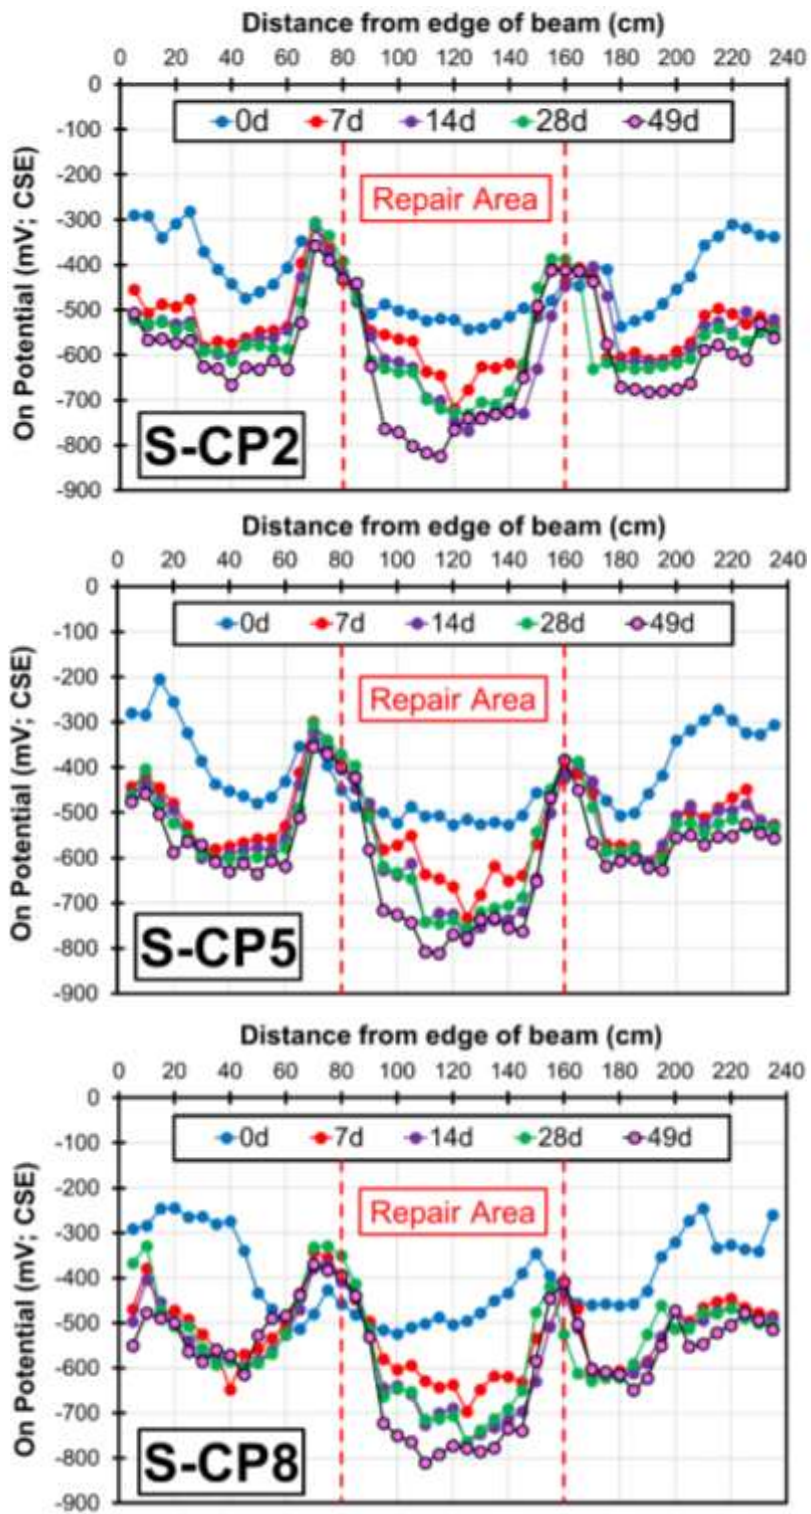 Distance from edge of beam (cm)
0 20 40 60 80 100 120 140 160 180 200 220 240
0
-100
-200
-300
-400
-500
-600
-700
-800
-900
On Potential (mV; CSE)
0d 7d 14d 28d 49d
Repair Area
S-CP2
Distance from edge of beam (cm)
0 20 40 60 80 100 120 140 160 180 200 220 240
0
-100
-200
-300
-400
-500
-600
-700
-800
-900
On Potential (mV; CSE)
0d 7d 14d 28d 49d
Repair Area
S-CP5
Distance from edge of beam (cm)
0 20 40 60 80 100 120 140 160 180 200 220 240
0
-100
-200
-300
-400
-500
-600
-700
-800
-900
On Potential (mV; CSE)
0d 7d 14d 28d 49d
Repair Area
S-CP8